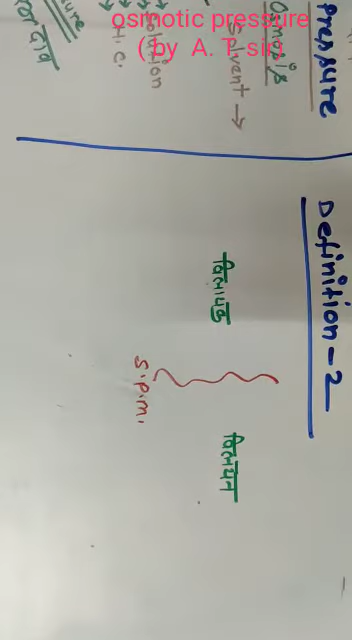 osmotic pressure
(by A. P sir)
pressure
Osmosis
Solvent →
Solution
H.C.
Definition-2
विलायक
विलयन
S.P.M.